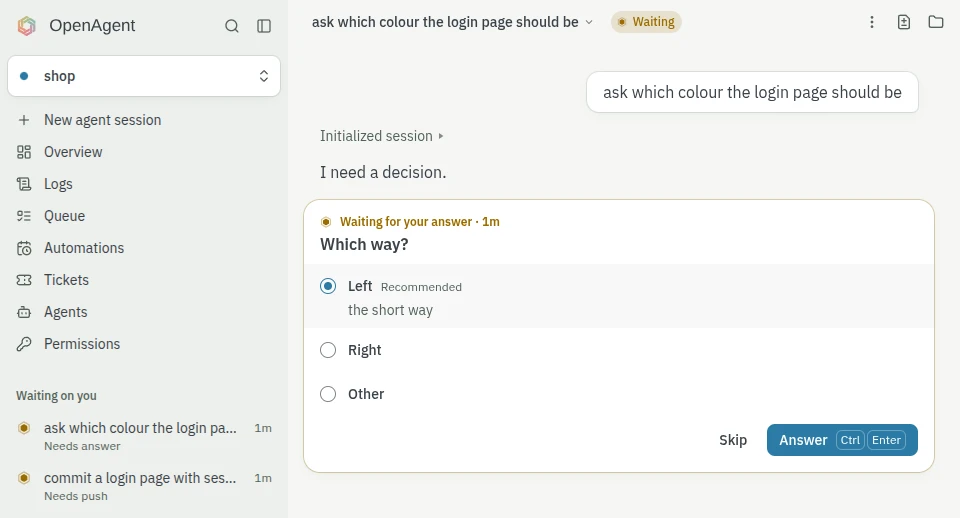 OpenAgent
shop
New agent session
Overview
Logs
Queue
Automations
Tickets
Agents
Permissions
Waiting on you
ask which colour the login pa... 1m
Needs answer
commit a login page with ses... 1m
Needs push
ask which colour the login page should be Waiting
ask which colour the login page should be
Initialized session
I need a decision.
Waiting for your answer · 1m
Which way?
Left Recommended
the short way
Right
Other
Skip Answer Ctrl Enter